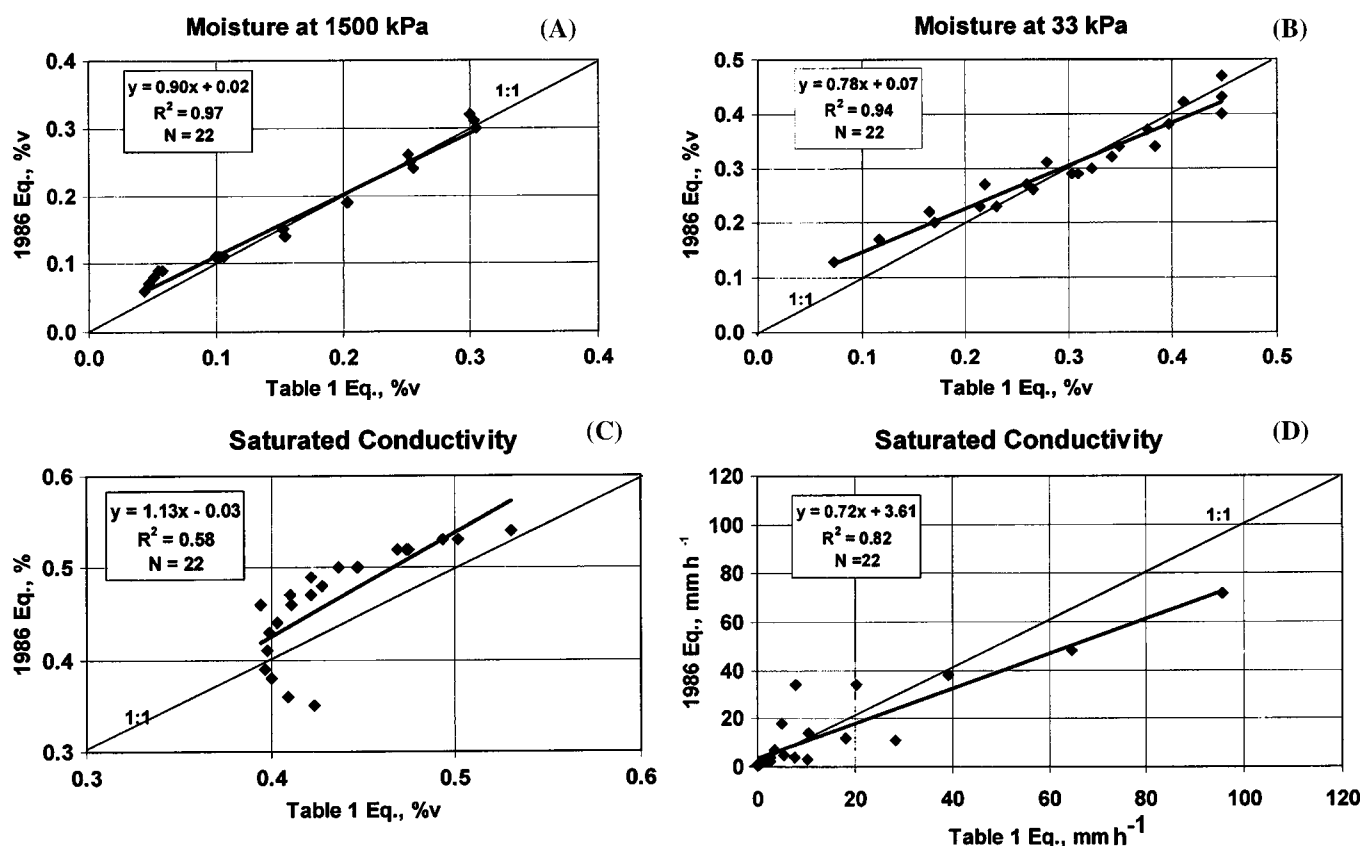 Moisture at 1500 kPa (A)
0.4
0.3
0.2
0.1
0.0
1986 Eq., %v
y = 0.90x + 0.02
R² = 0.97
N = 22
1:1
0.0 0.1 0.2 0.3 0.4
Table 1 Eq., %v
Moisture at 33 kPa (B)
0.5
0.4
0.3
0.2
0.1
0.0
1986 Eq., %v
y = 0.78x + 0.07
R² = 0.94
N = 22
1:1
0.0 0.1 0.2 0.3 0.4 0.5
Table 1 Eq., %v
Saturated Conductivity (C)
0.6
0.5
0.4
0.3
1986 Eq., %
y = 1.13x - 0.03
R² = 0.58
N = 22
1:1
0.3 0.4 0.5 0.6
Table 1 Eq., %v
Saturated Conductivity (D)
120
100
80
60
40
20
0
1986 Eq., mm h⁻¹
y = 0.72x + 3.61
R² = 0.82
N =22
1:1
0 20 40 60 80 100 120
Table 1 Eq., mm h⁻¹